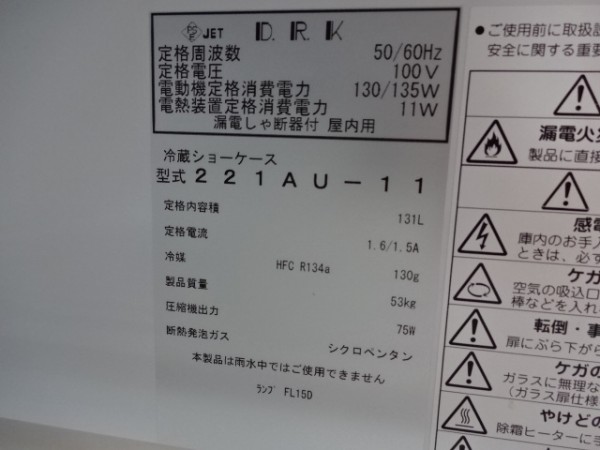 JET D.R.K
定格周波数 50/60Hz
定格電圧 100V
電動機定格消費電力 130/135W
電熱装置定格消費電力 11W
漏電しゃ断器付 屋内用
冷蔵ショーケース
型式 221AU-11
定格内容積 131L
定格電流 1.6/1.5A
冷媒 HFC R134a 130g
製品質量 53kg
圧縮機出力 75W
断熱発泡ガス シクロペンタン
本製品は雨水中ではご使用できません
ランプ FL15D
●ご使用前に取扱説
安全に関する重要
漏電火
製品に直接
感電
庫内のお手入
ときは、必ず
ケガ
空気の吸込口
棒などを入れ
転倒・事
扉にぶら下がら
ケガの
ガラスに無理な
(ガラス扉仕様
やけどの
除霜ヒーターに手